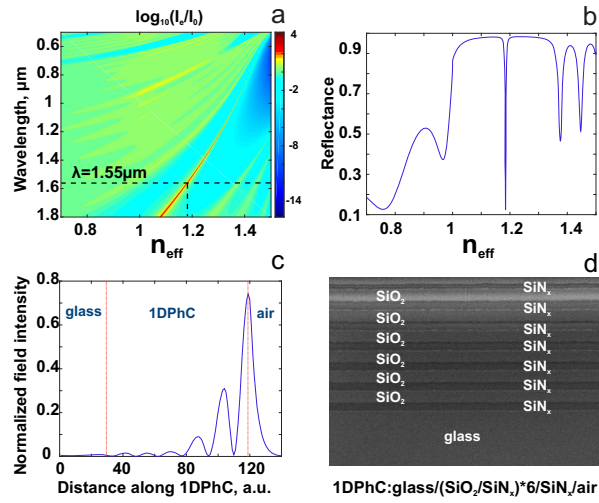 log₁₀(Iₑ/I₀)
a
Wavelength, µm
0.6
0.8
1
1.2
1.4
1.6
1.8
λ=1.55µm
0.8
1
1.2
1.4
n_eff
4
0
-4
-14
b
Reflectance
0.9
0.7
0.5
0.3
0.1
0.8
1
1.2
1.4
n_eff
c
Normalized field intensity
0.8
0.6
0.4
0.2
0
glass
1DPhC
air
0
40
80
120
Distance along 1DPhC, a.u.
d
SiNₓ
SiO₂
SiNₓ
SiO₂
SiNₓ
SiO₂
SiNₓ
SiO₂
SiNₓ
SiO₂
SiNₓ
SiO₂
SiNₓ
glass
1DPhC:glass/(SiO₂/SiNₓ)*6/SiNₓ/air